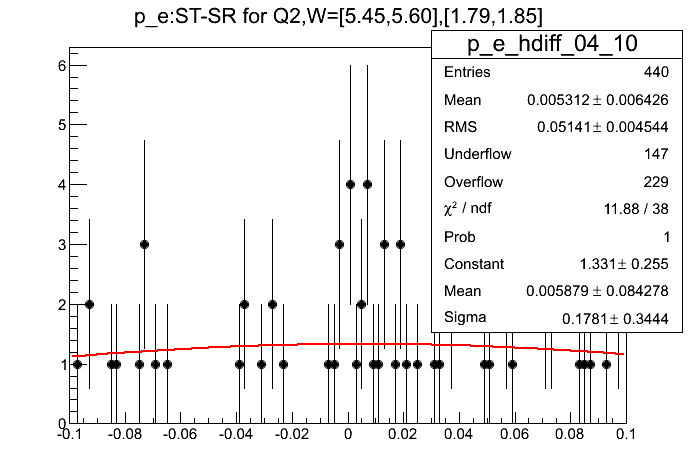 p_e:ST-SR for Q2,W=[5.45,5.60],[1.79,1.85]
p_e_hdiff_04_10
Entries 440
Mean 0.005312 ± 0.006426
RMS 0.05141 ± 0.004544
Underflow 147
Overflow 229
χ² / ndf 11.88 / 38
Prob 1
Constant 1.331 ± 0.255
Mean 0.005879 ± 0.084278
Sigma 0.1781 ± 0.3444
6
5
4
3
2
1
0
-0.1 -0.08 -0.06 -0.04 -0.02 0 0.02 0.04 0.06 0.08 0.1